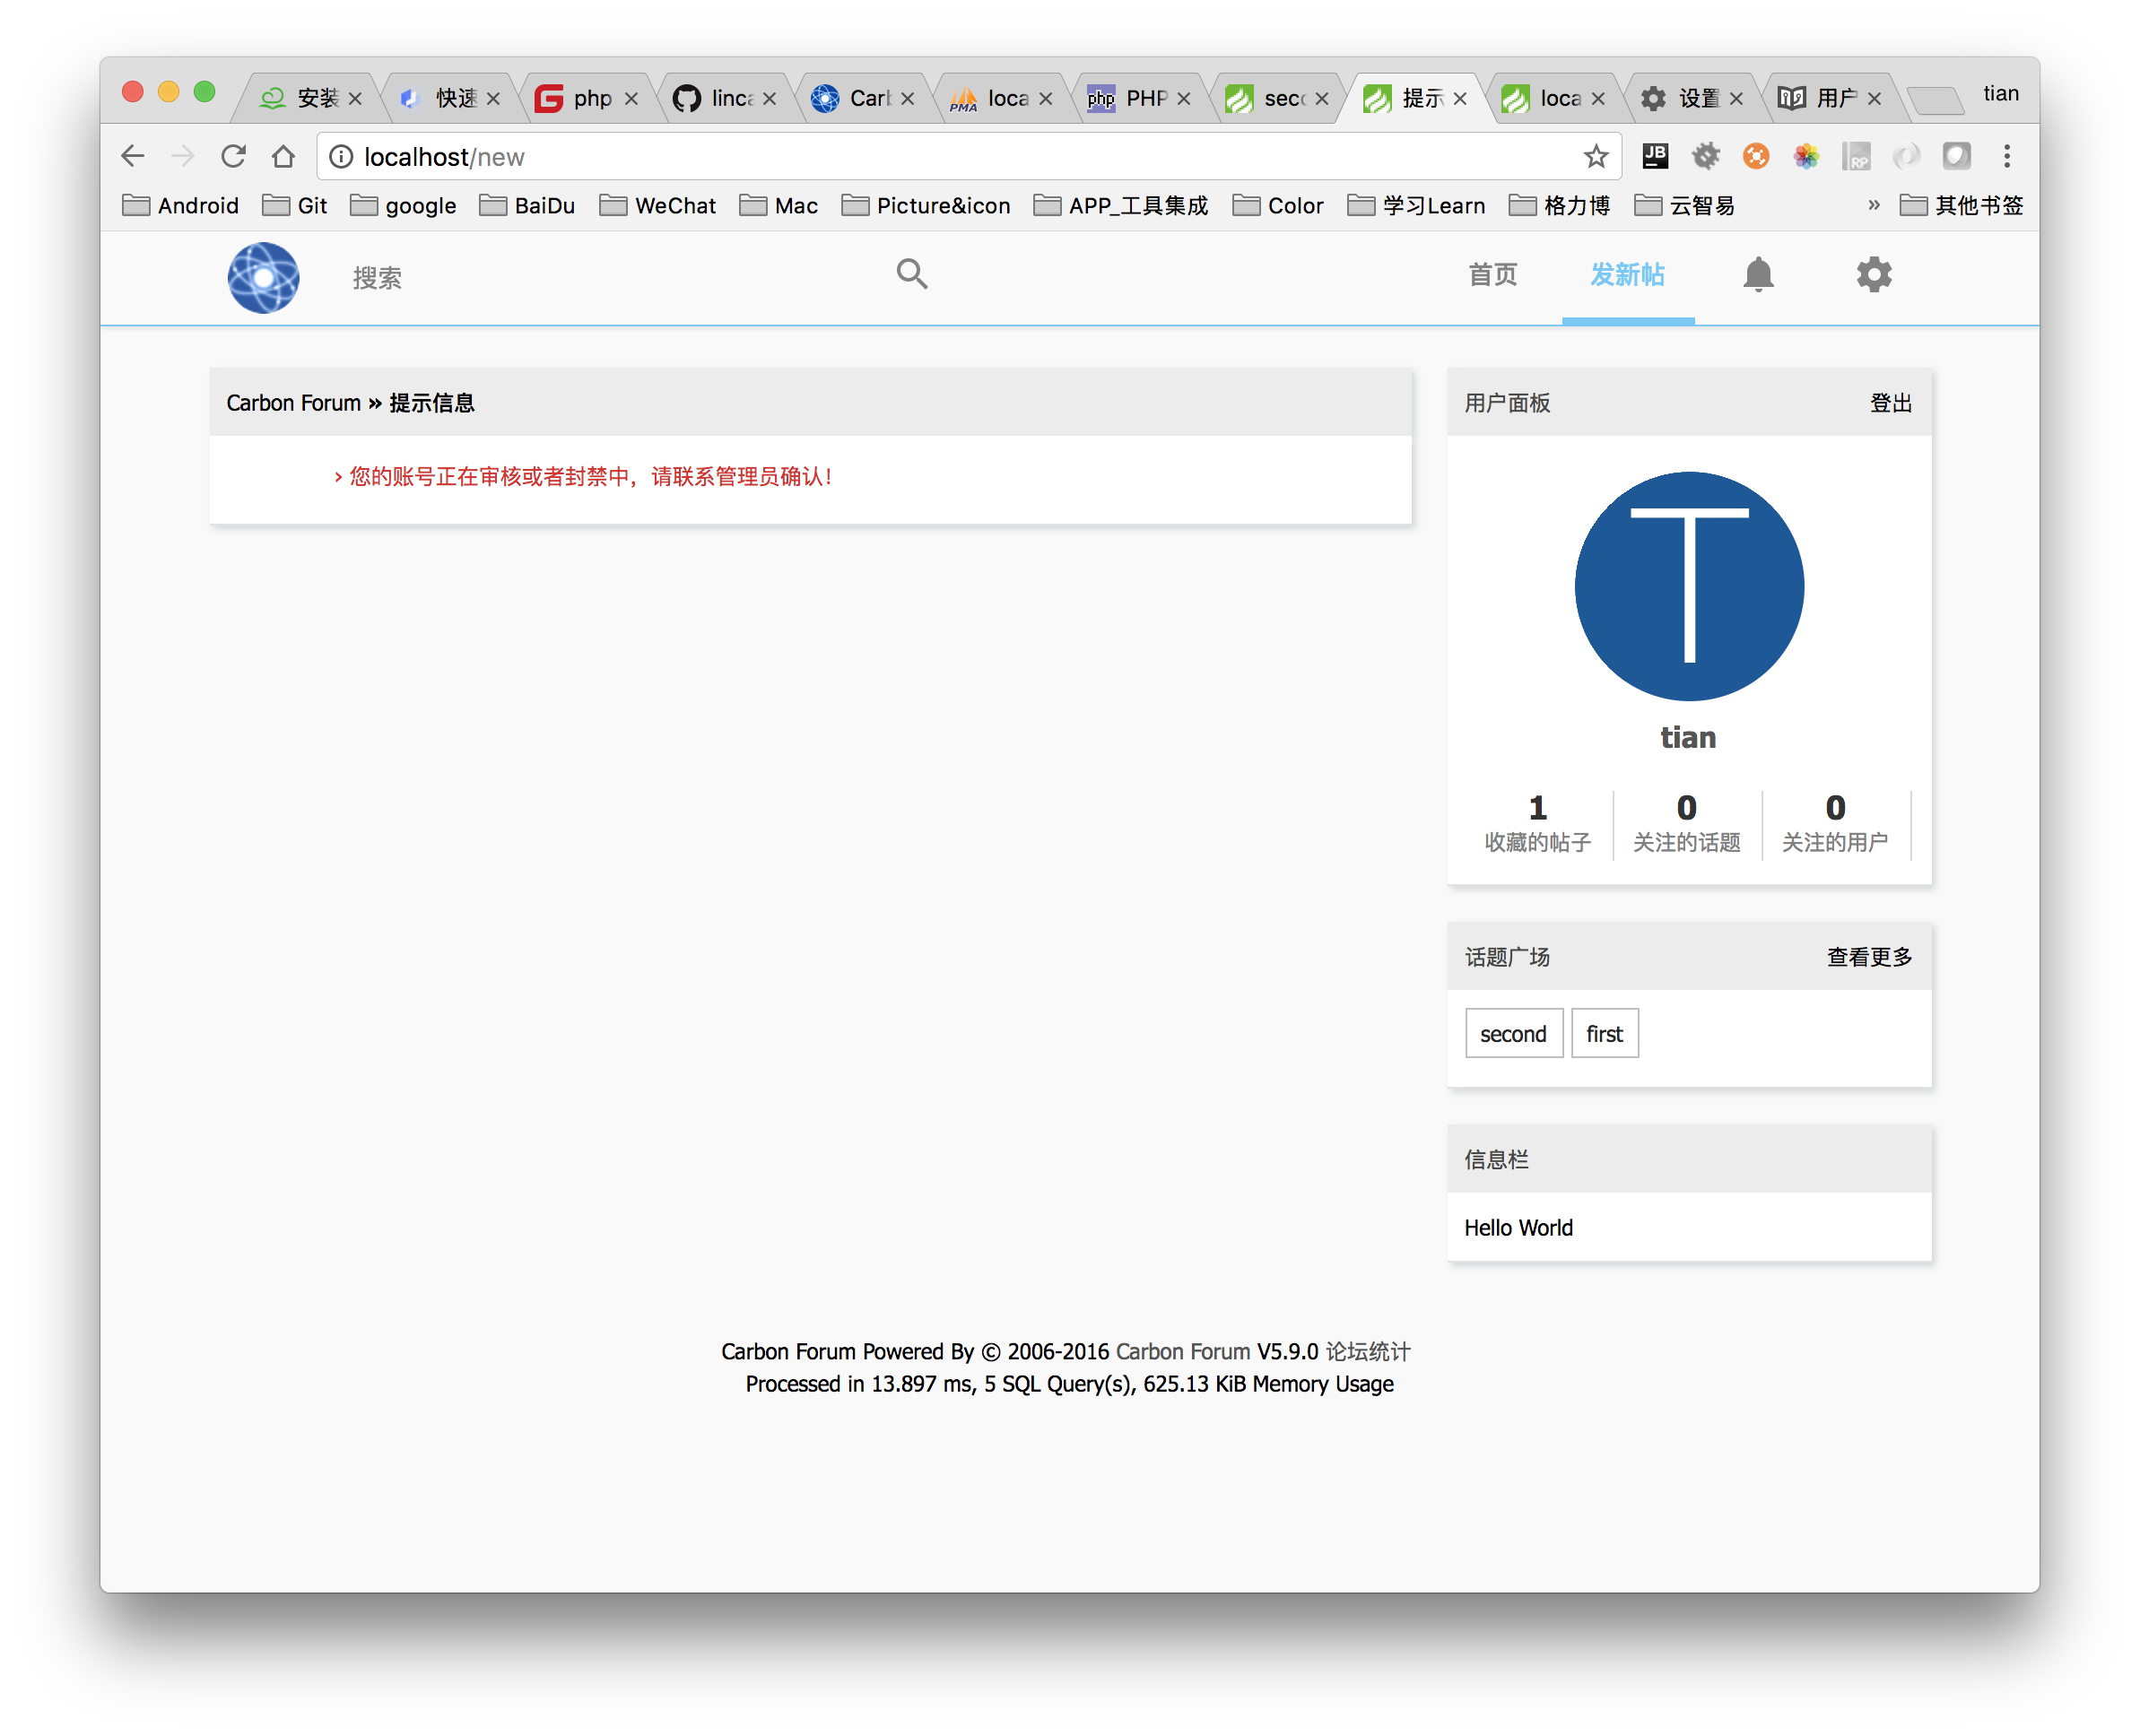 安装 快速 php linca Carb loca PHP seco 提示 loca 设置 用户 tian
localhost/new
JB
RP
Android Git google BaiDu WeChat Mac Picture&icon APP_工具集成 Color 学习Learn 格力博 云智易 » 其他书签
搜索 首页 发新帖
Carbon Forum » 提示信息
› 您的账号正在审核或者封禁中，请联系管理员确认！
用户面板 登出
T
tian
1 0 0
收藏的帖子 关注的话题 关注的用户
话题广场 查看更多
second first
信息栏
Hello World
Carbon Forum Powered By © 2006-2016 Carbon Forum V5.9.0 论坛统计
Processed in 13.897 ms, 5 SQL Query(s), 625.13 KiB Memory Usage